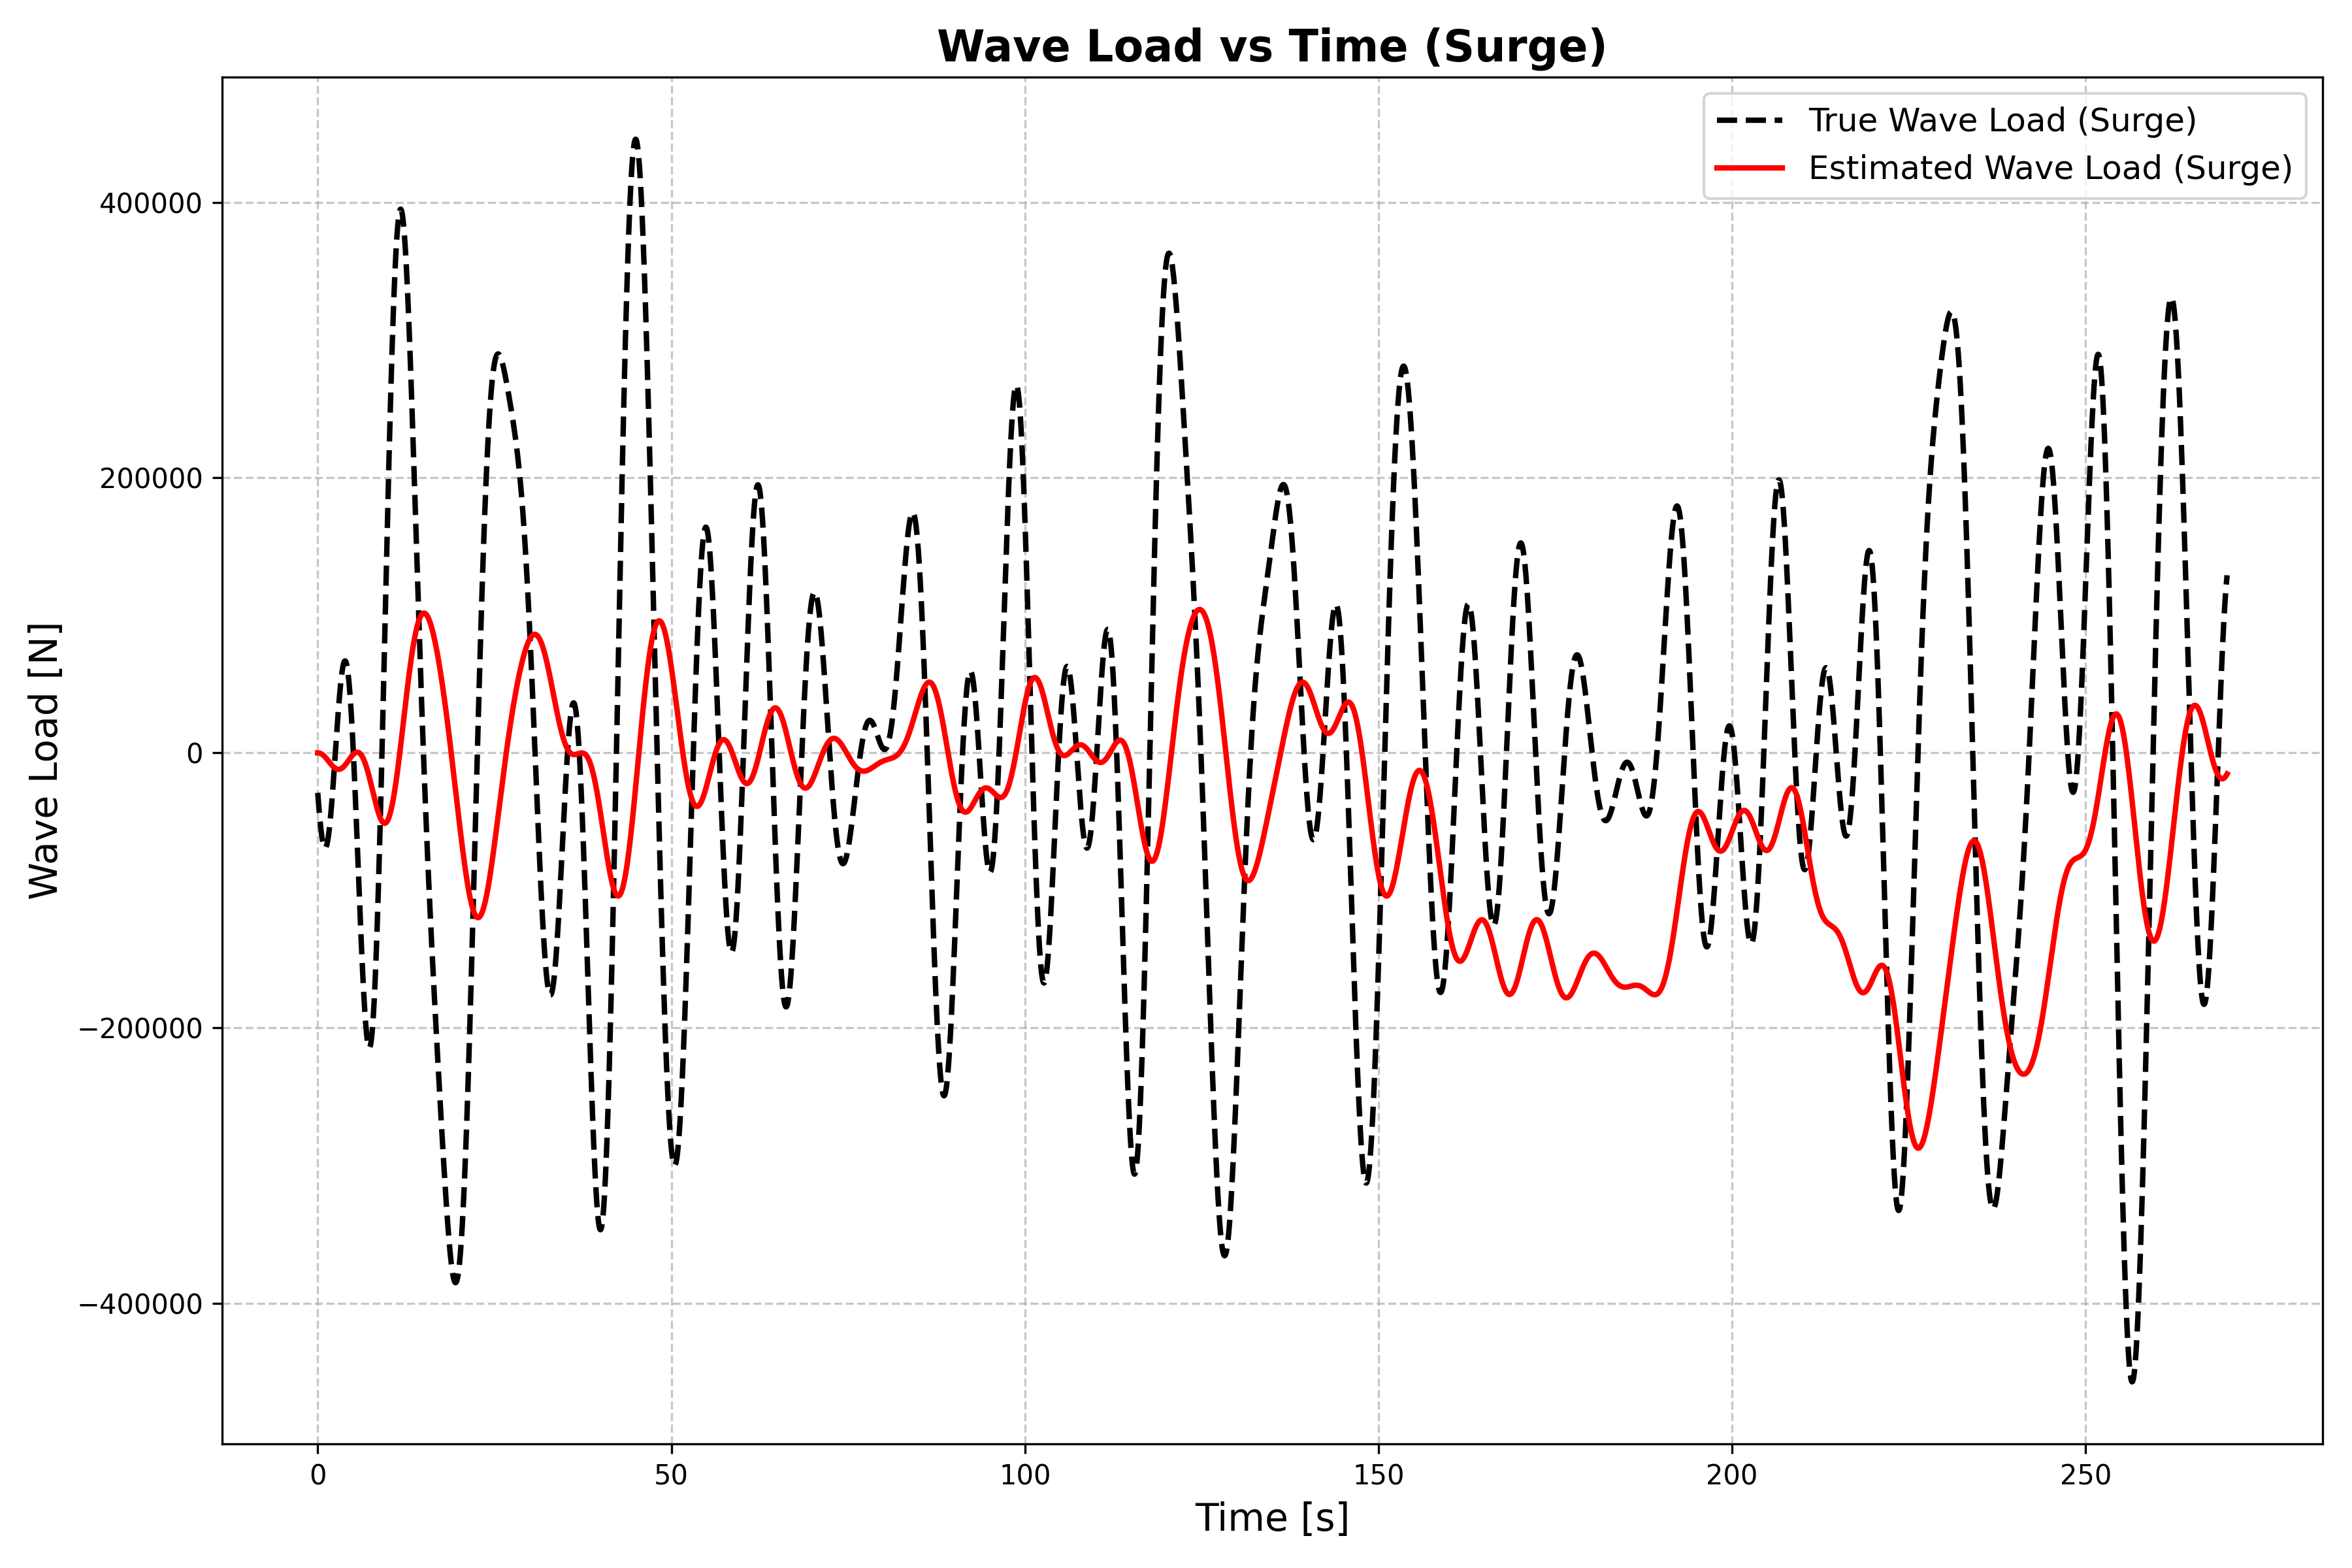 Wave Load vs Time (Surge)
True Wave Load (Surge)
Estimated Wave Load (Surge)
Wave Load [N]
400000
200000
0
−200000
−400000
0 50 100 150 200 250
Time [s]